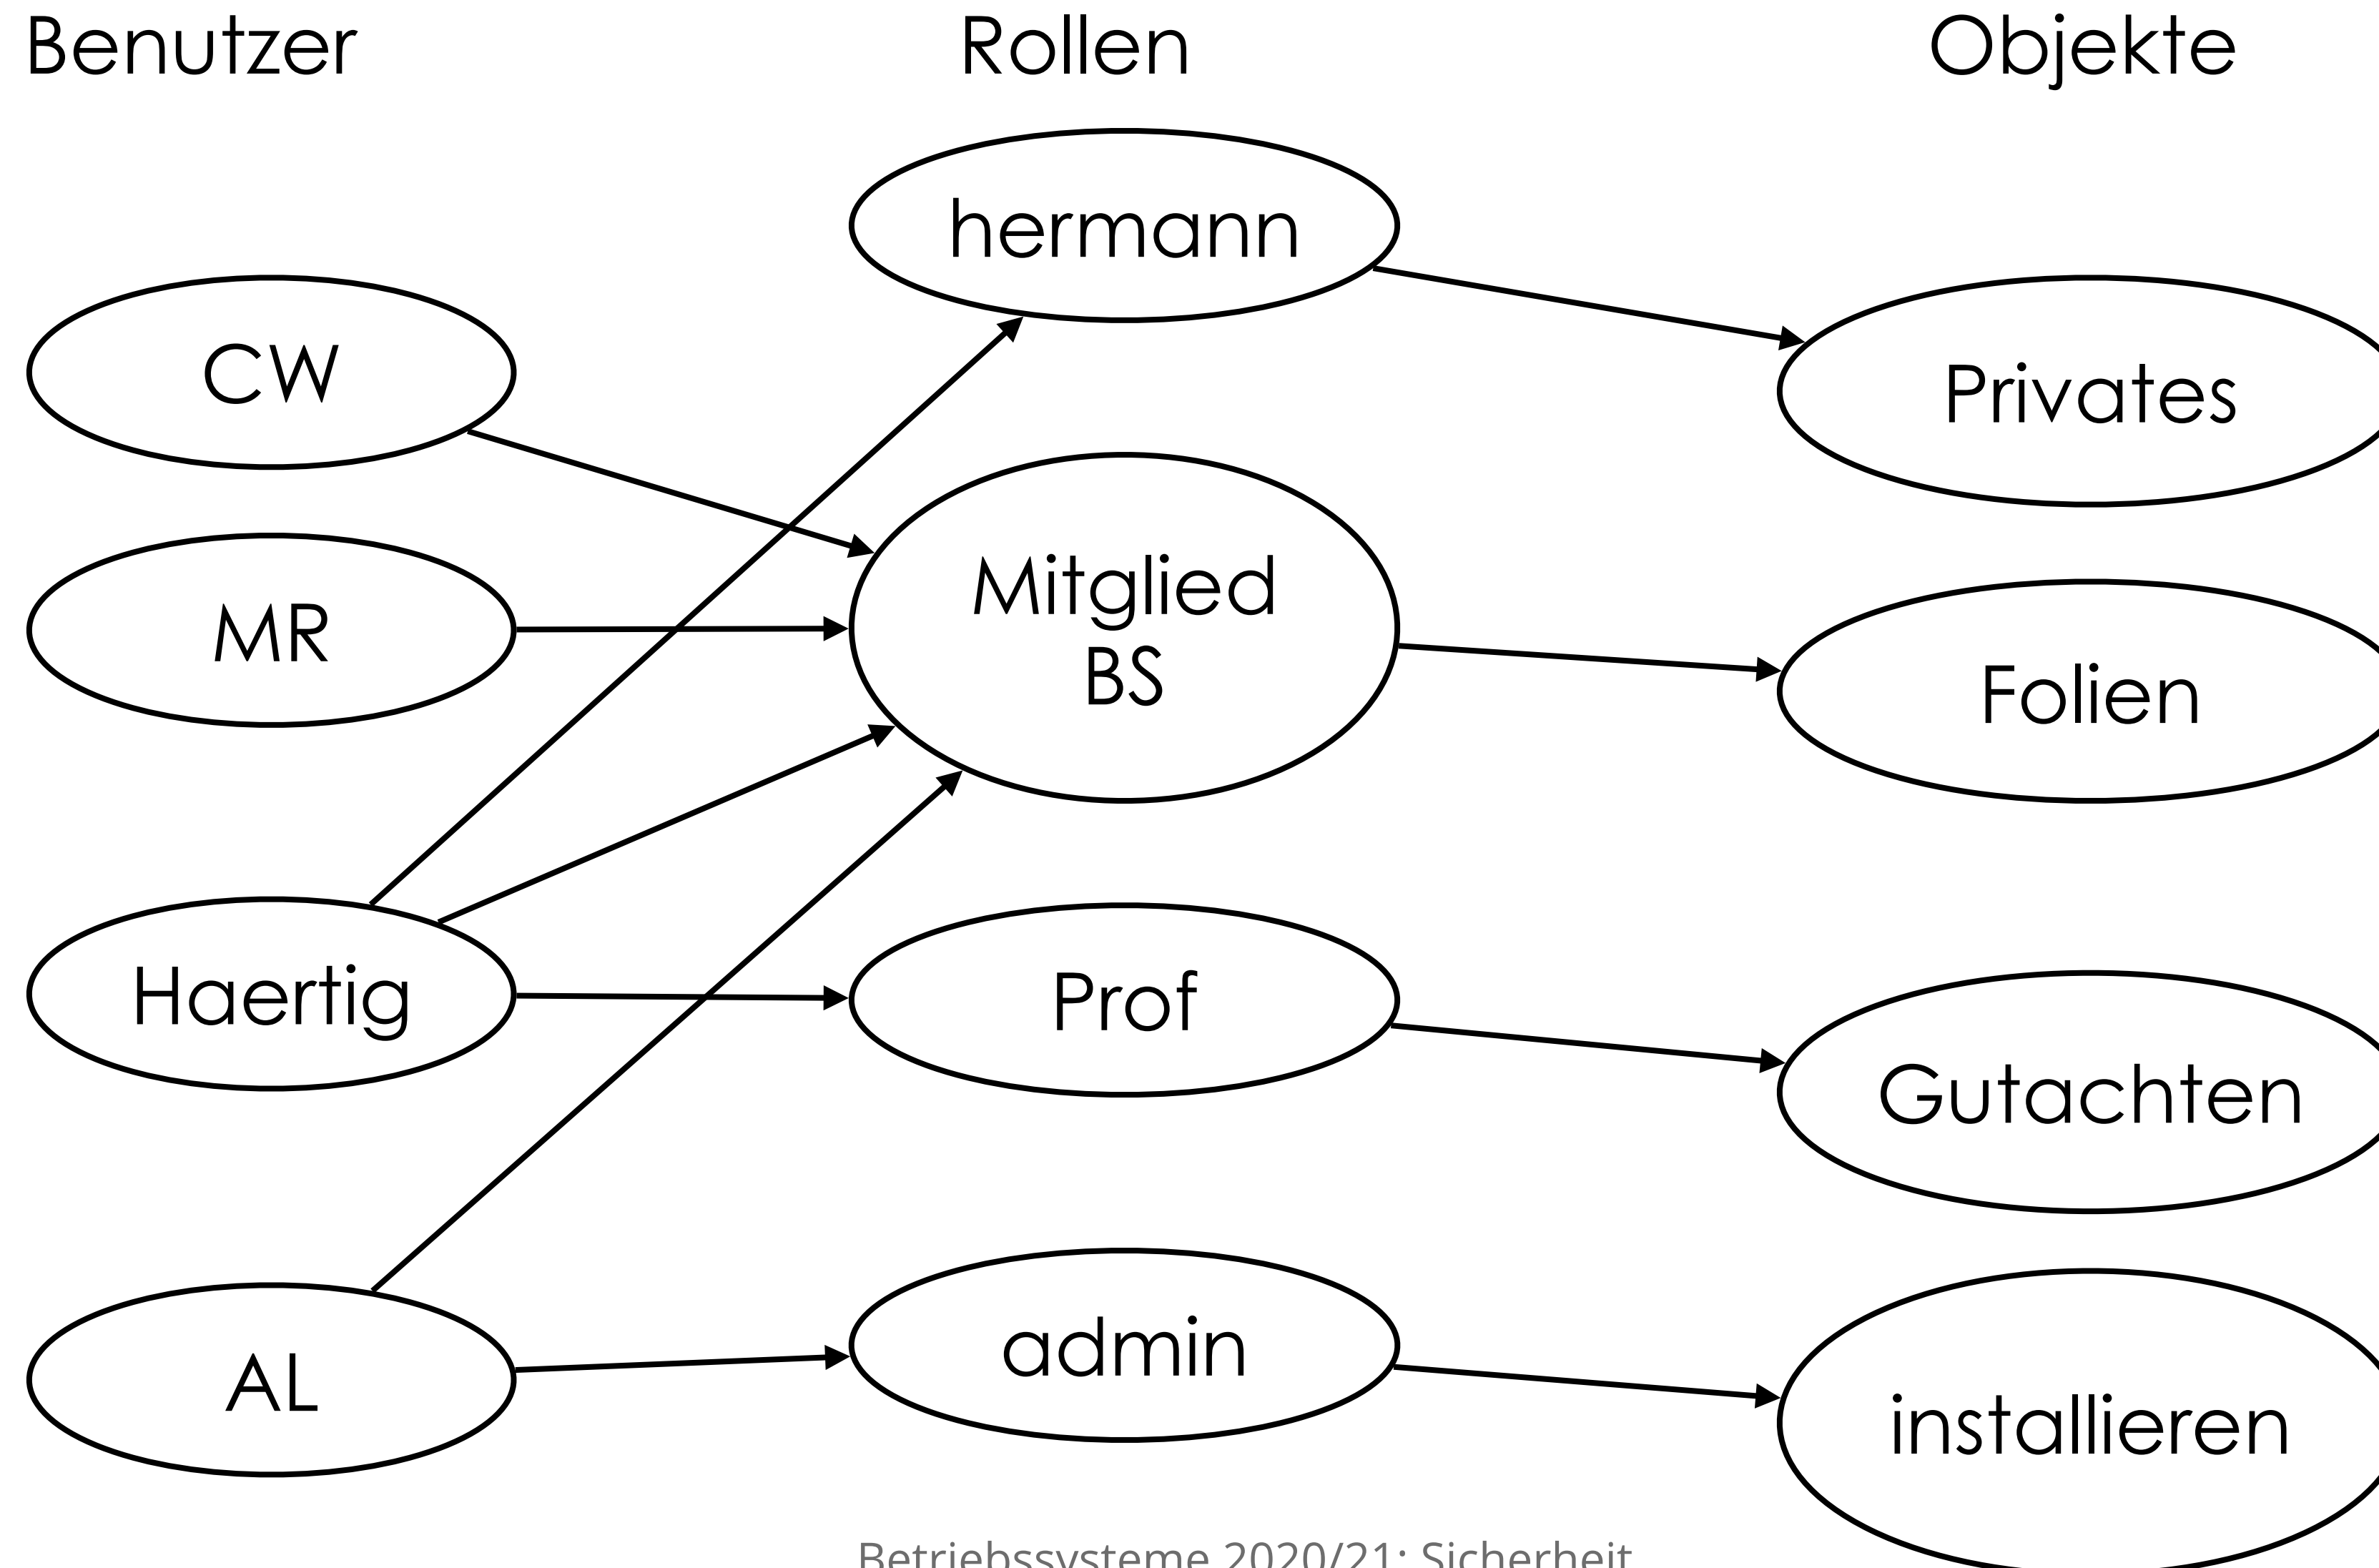 Benutzer
Rollen
Objekte
hermann
CW
Privates
Mitglied
BS
MR
Folien
Haertig
Prof
Gutachten
admin
AL
installieren
Betriebssysteme 2020/21: Sicherheit